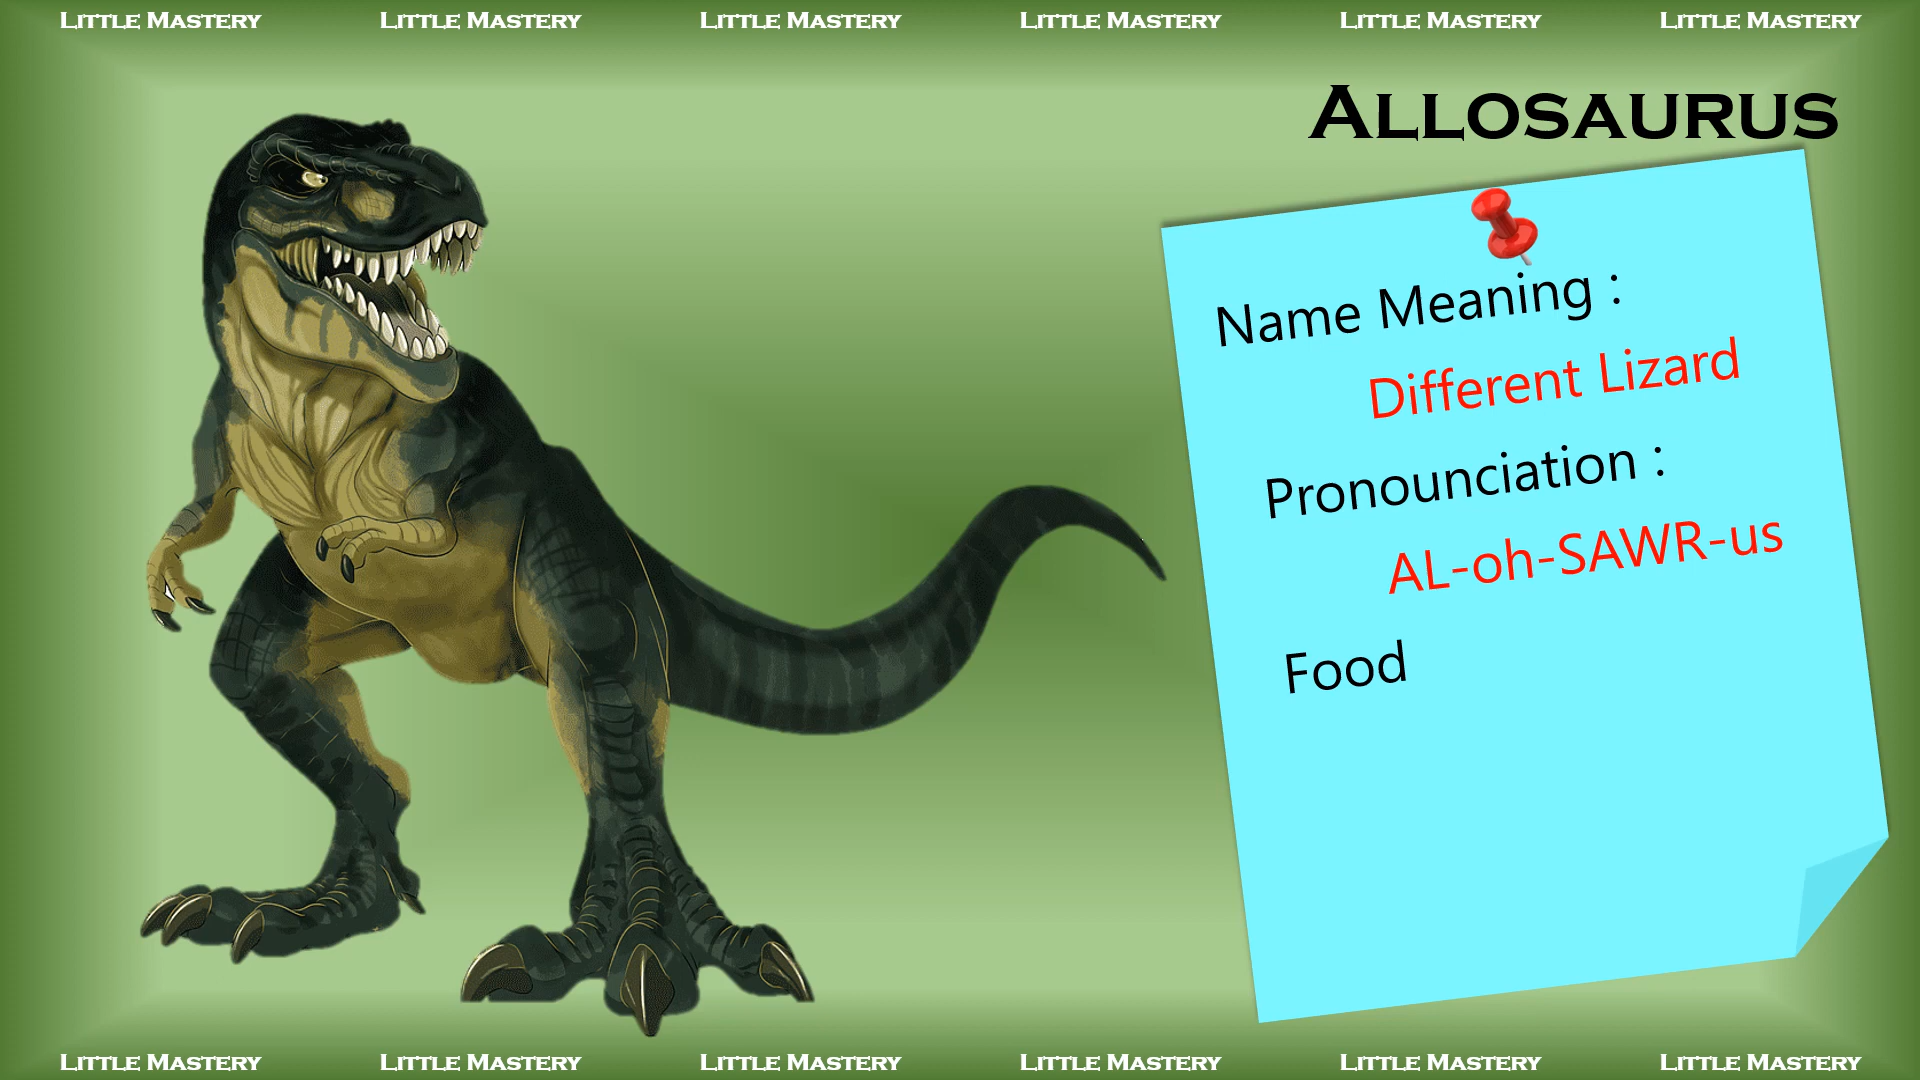 Little Mastery Little Mastery Little Mastery Little Mastery Little Mastery Little Mastery
Allosaurus
Name Meaning :
Different Lizard
Pronounciation :
AL-oh-SAWR-us
Food
Little Mastery Little Mastery Little Mastery Little Mastery Little Mastery Little Mastery